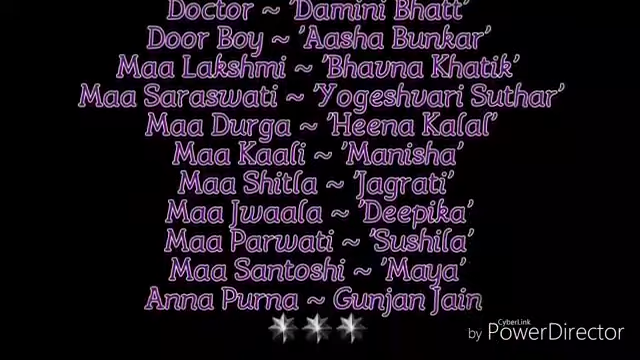 Doctor ~ 'Damini Bhatt'
Door Boy ~ 'Aasha Bunkar'
Maa Lakshmi ~ 'Bhavna Khatik'
Maa Saraswati ~ 'Yogeshvari Suthar'
Maa Durga ~ 'Heena Kalal'
Maa Kaali ~ 'Manisha'
Maa Shitla ~ 'Jagrati'
Maa Jwaala ~ 'Deepika'
Maa Parwati ~ 'Sushila'
Maa Santoshi ~ 'Maya'
Anna Purna ~ Gunjan Jain
by CyberLink PowerDirector